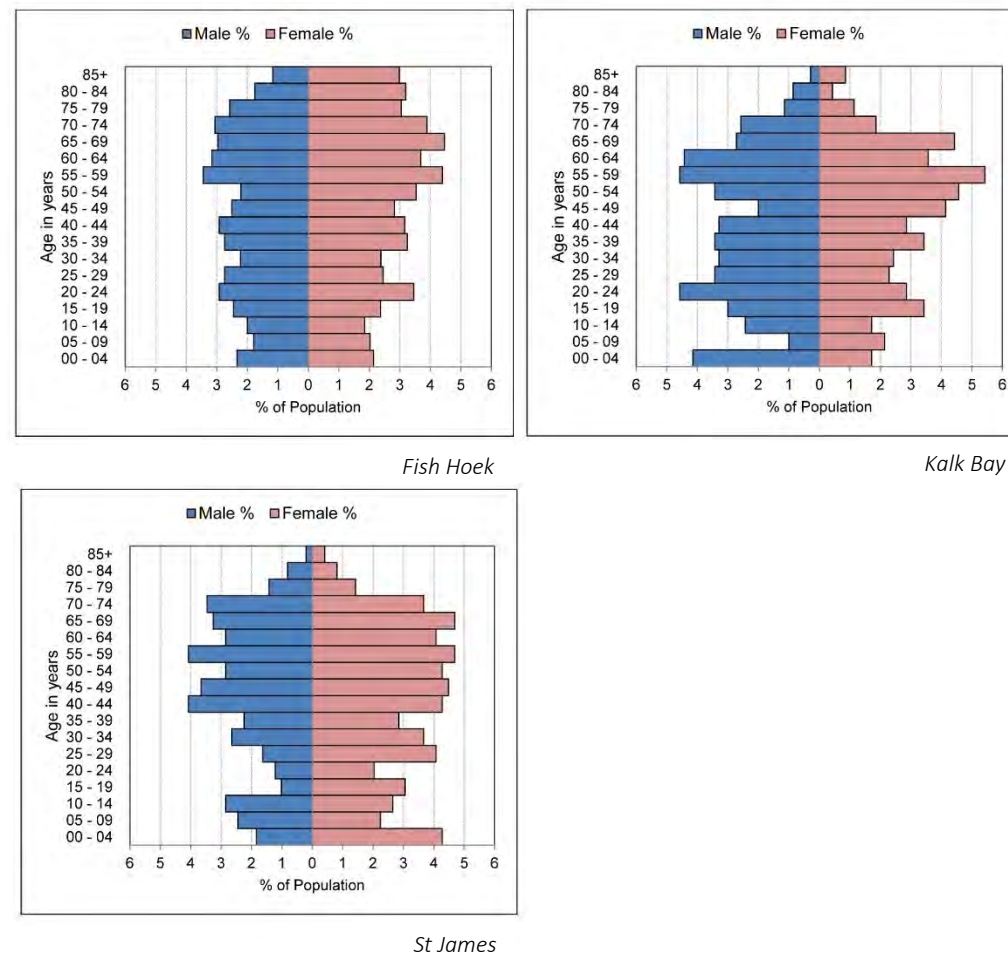 Male % Female %
Age in years
85+
80 - 84
75 - 79
70 - 74
65 - 69
60 - 64
55 - 59
50 - 54
45 - 49
40 - 44
35 - 39
30 - 34
25 - 29
20 - 24
15 - 19
10 - 14
05 - 09
00 - 04
6 5 4 3 2 1 0 1 2 3 4 5 6
% of Population
Fish Hoek
Male % Female %
Age in years
85+
80 - 84
75 - 79
70 - 74
65 - 69
60 - 64
55 - 59
50 - 54
45 - 49
40 - 44
35 - 39
30 - 34
25 - 29
20 - 24
15 - 19
10 - 14
05 - 09
00 - 04
6 5 4 3 2 1 0 1 2 3 4 5 6
% of Population
Kalk Bay
Male % Female %
Age in years
85+
80 - 84
75 - 79
70 - 74
65 - 69
60 - 64
55 - 59
50 - 54
45 - 49
40 - 44
35 - 39
30 - 34
25 - 29
20 - 24
15 - 19
10 - 14
05 - 09
00 - 04
6 5 4 3 2 1 0 1 2 3 4 5 6
% of Population
St James